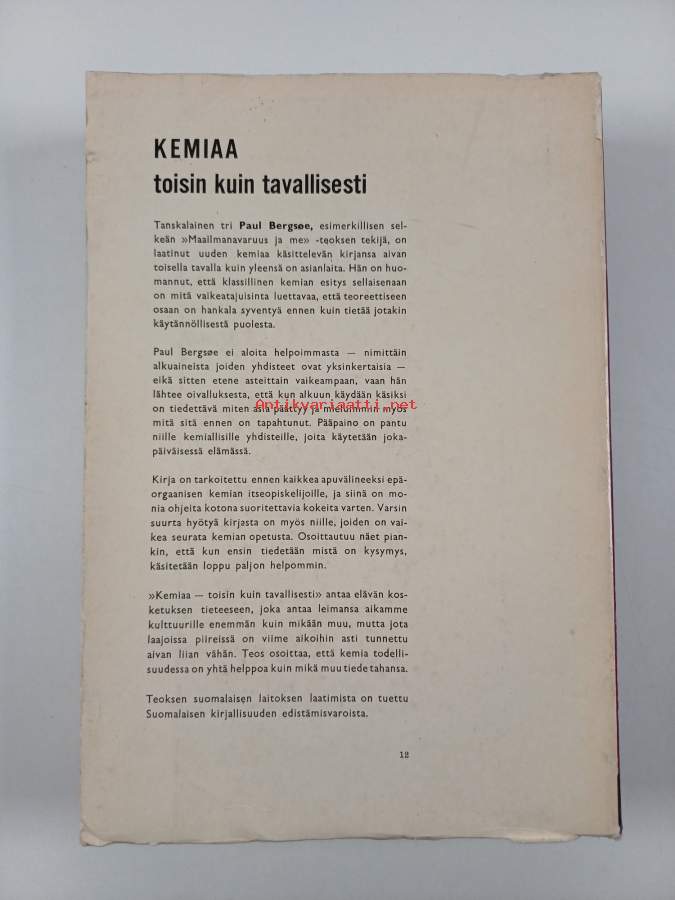 KEMIAA
toisin kuin tavallisesti
Tanskalainen tri Paul Bergsøe, esimerkillisen sel-
keän »Maailmanavaruus ja me» -teoksen tekijä, on
laatinut uuden kemiaa käsittelevän kirjansa aivan
toisella tavalla kuin yleensä on asianlaita. Hän on huo-
mannut, että klassillinen kemian esitys sellaisenaan
on mitä vaikeatajuisinta luettavaa, että teoreettiseen
osaan on hankala syventyä ennen kuin tietää jotakin
käytännöllisestä puolesta.
Paul Bergsøe ei aloita helpoimmasta — nimittäin
alkuaineista joiden yhdisteet ovat yksinkertaisia —
eikä sitten etene asteittain vaikeampaan, vaan hän
lähtee oivalluksesta, että kun alkuun käydään käsiksi
on tiedettävä miten asia päättyy ja mieluimmin myös
Antikvariaatti.net
mitä sitä ennen on tapahtunut. Pääpaino on pantu
niille kemiallisille yhdisteille, joita käytetään joka-
päiväisessä elämässä.
Kirja on tarkoitettu ennen kaikkea apuvälineeksi epä-
orgaanisen kemian itseopiskelijoille, ja siinä on mo-
nia ohjeita kotona suoritettavia kokeita varten. Varsin
suurta hyötyä kirjasta on myös niille, joiden on vai-
kea seurata kemian opetusta. Osoittautuu näet pian-
kin, että kun ensin tiedetään mistä on kysymys,
käsitetään loppu paljon helpommin.
»Kemiaa — toisin kuin tavallisesti» antaa elävän kos-
ketuksen tieteeseen, joka antaa leimansa aikamme
kulttuurille enemmän kuin mikään muu, mutta jota
laajoissa piireissä on viime aikoihin asti tunnettu
aivan liian vähän. Teos osoittaa, että kemia todelli-
suudessa on yhtä helppoa kuin mikä muu tiede tahansa.
Teoksen suomalaisen laitoksen laatimista on tuettu
Suomalaisen kirjallisuuden edistämisvaroista.
12